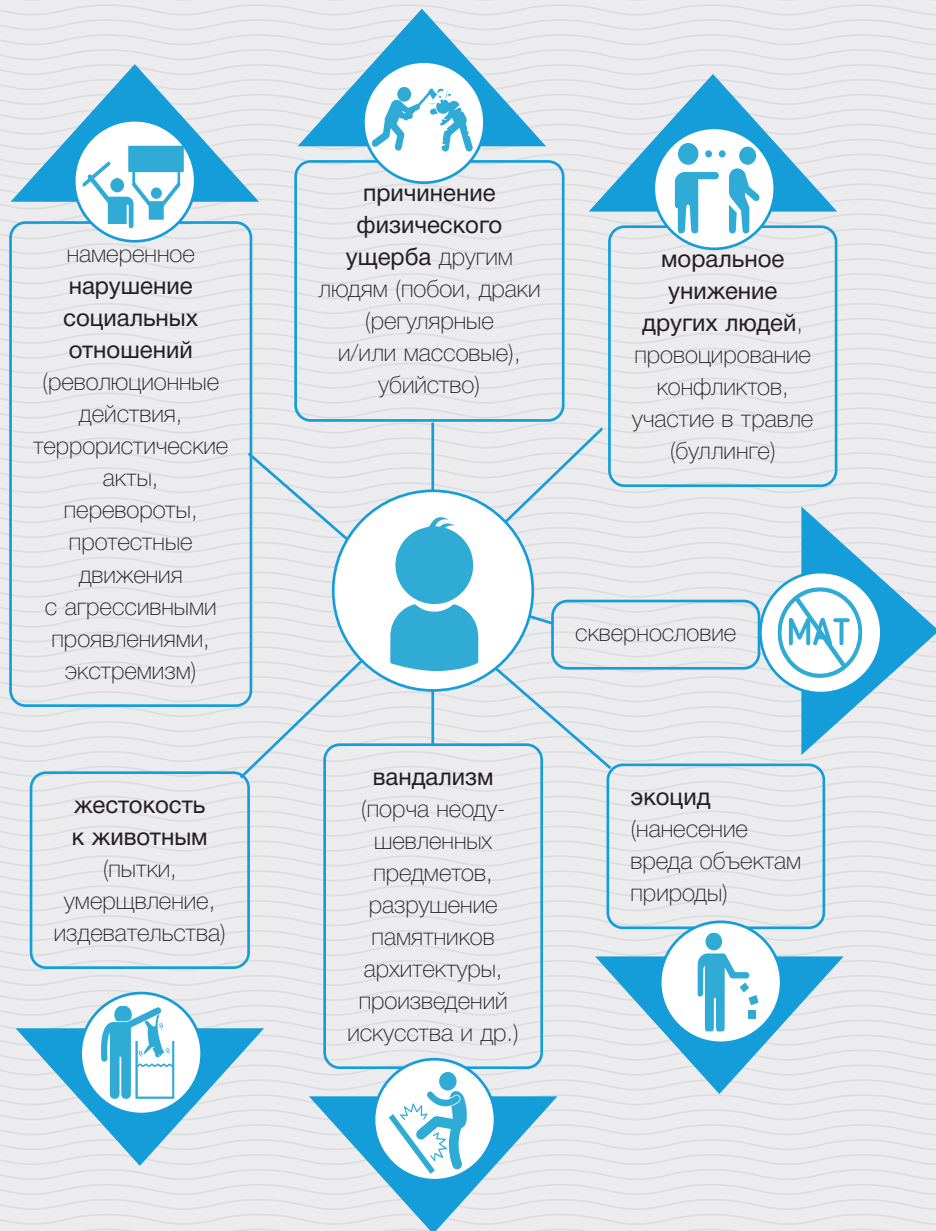 намеренное
нарушение
социальных
отношений
(революционные
действия,
террористические
акты,
перевороты,
протестные
движения
с агрессивными
проявлениями,
экстремизм)
причинение
физического
ущерба другим
людям (побои, драки
(регулярные
и/или массовые),
убийство)
моральное
унижение
других людей,
провоцирование
конфликтов,
участие в травле
(буллинге)
сквернословие
МАТ
жестокость
к животным
(пытки,
умерщвление,
издевательства)
вандализм
(порча неоду-
шевленных
предметов,
разрушение
памятников
архитектуры,
произведений
искусства и др.)
экоцид
(нанесение
вреда объектам
природы)